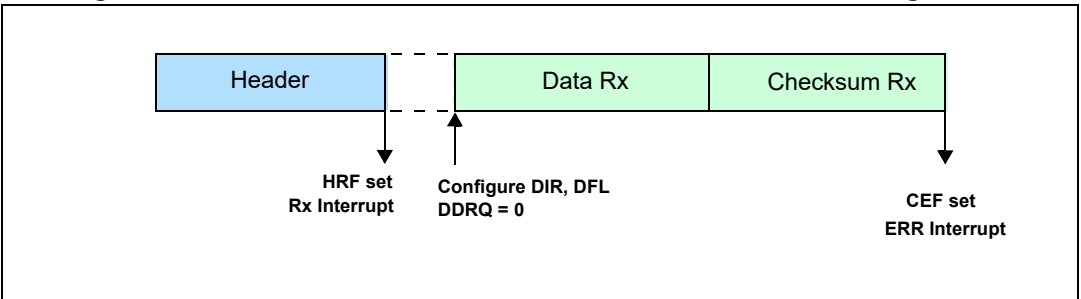 Header
Data Rx
Checksum Rx
HRF set
Rx Interrupt
Configure DIR, DFL
DDRQ = 0
CEF set
ERR Interrupt